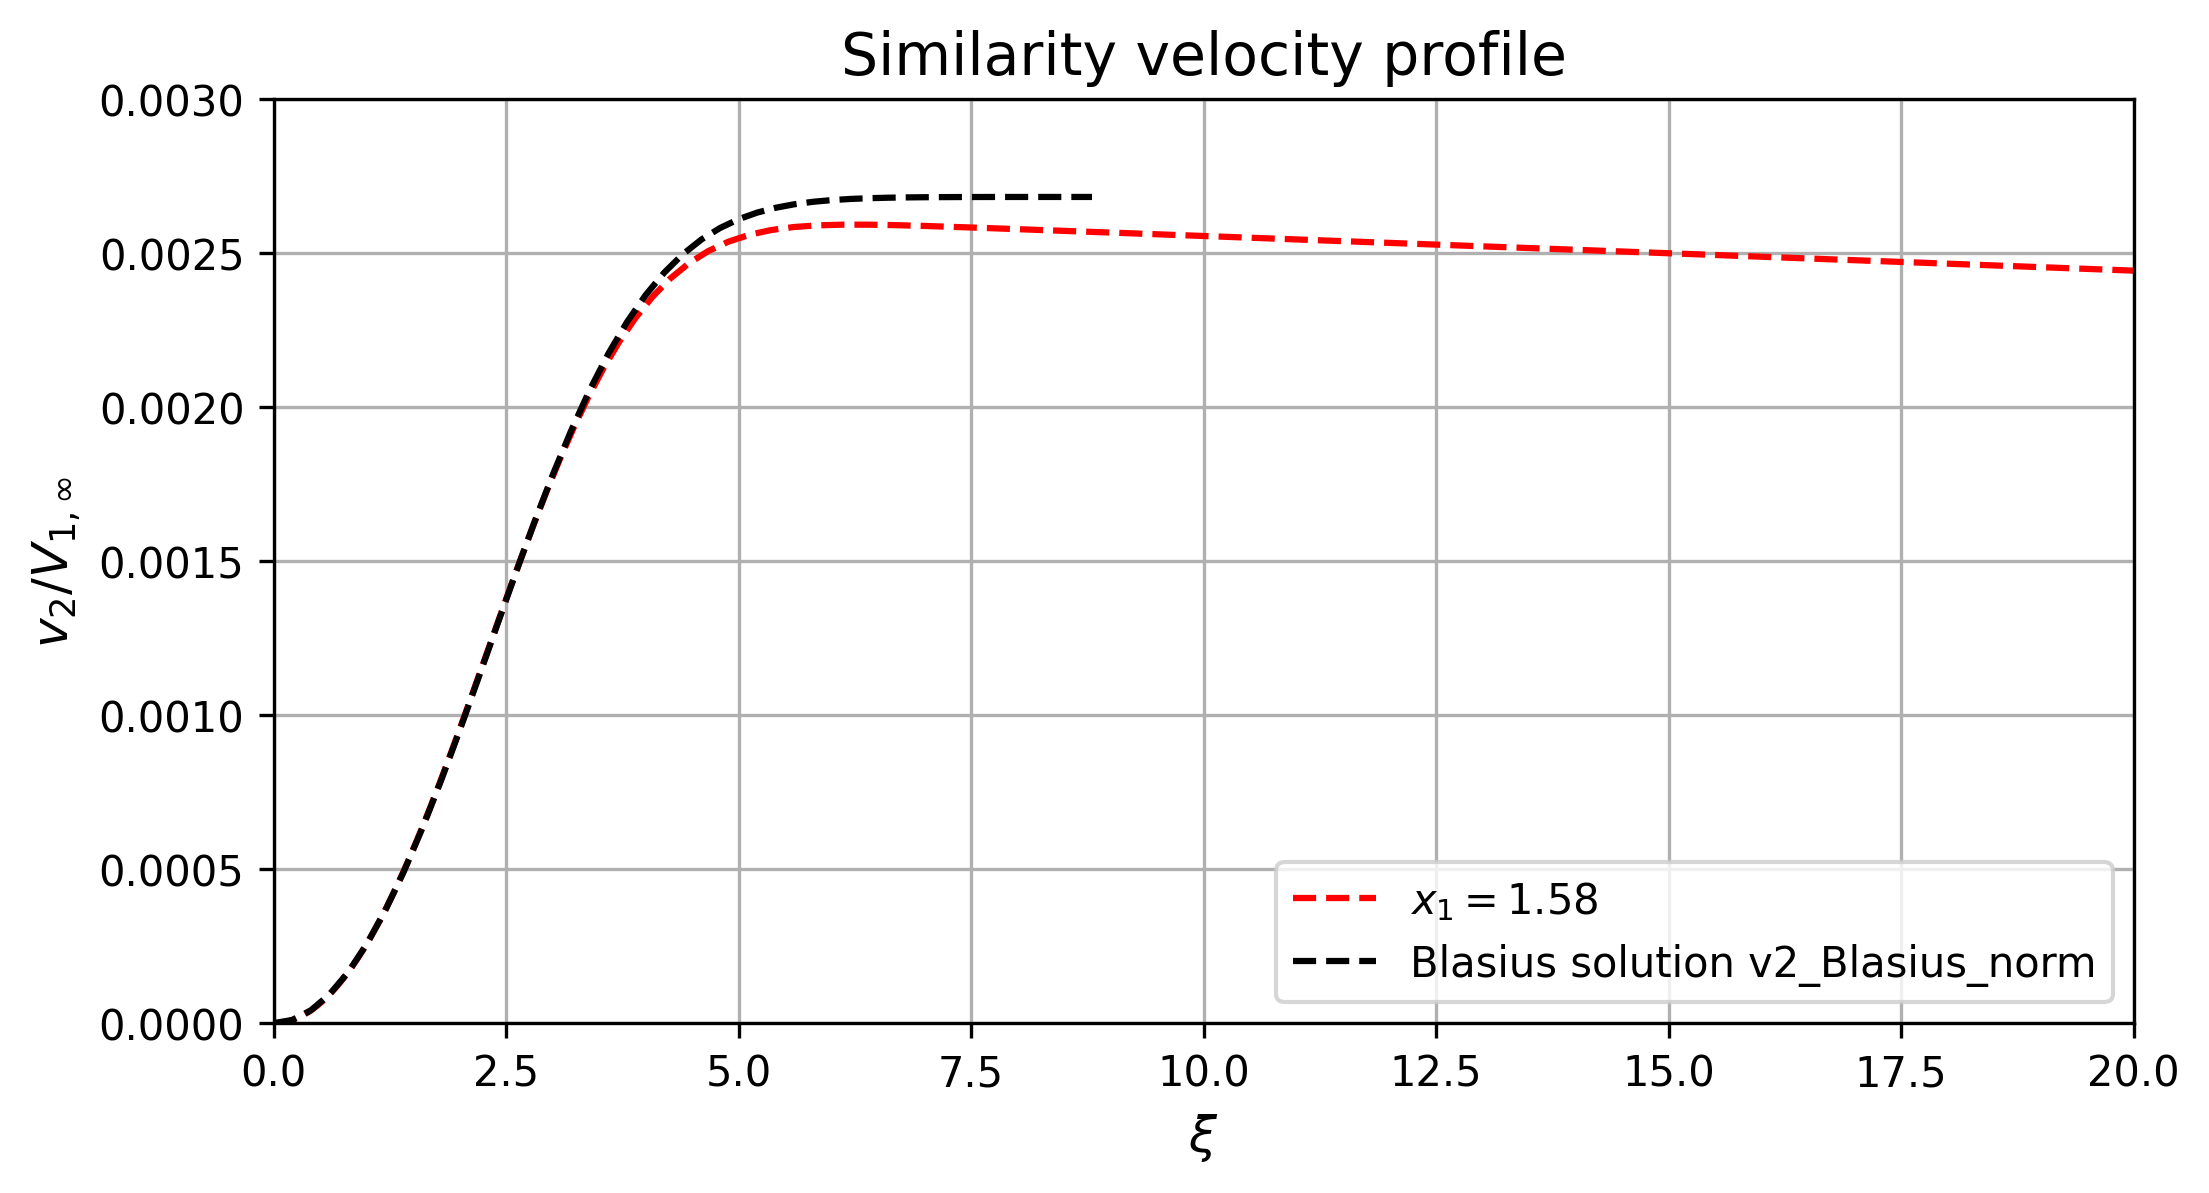 Similarity velocity profile
0.0030
0.0025
0.0020
0.0015
0.0010
0.0005
0.0000
v₂/V₁,∞
0.0 2.5 5.0 7.5 10.0 12.5 15.0 17.5 20.0
ξ
x₁ = 1.58
Blasius solution v2_Blasius_norm